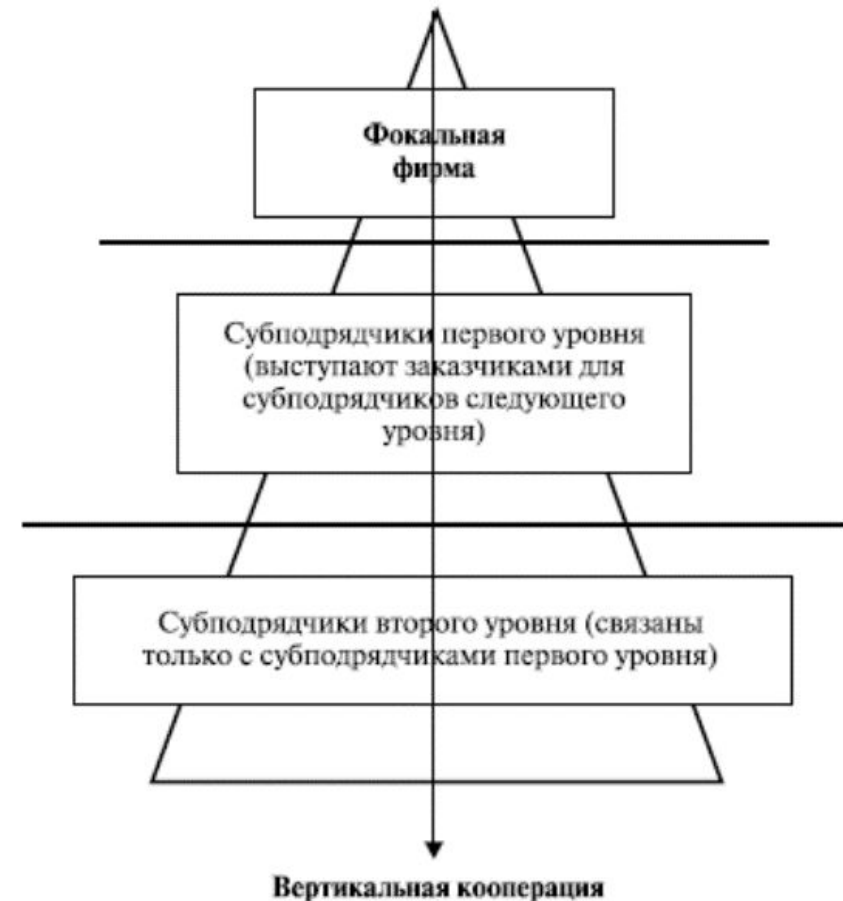 Фокальная
фирма
Субподрядчики первого уровня
(выступают заказчиками для
субподрядчиков следующего
уровня)
Субподрядчики второго уровня (связаны
только с субподрядчиками первого уровня)
Вертикальная кооперация